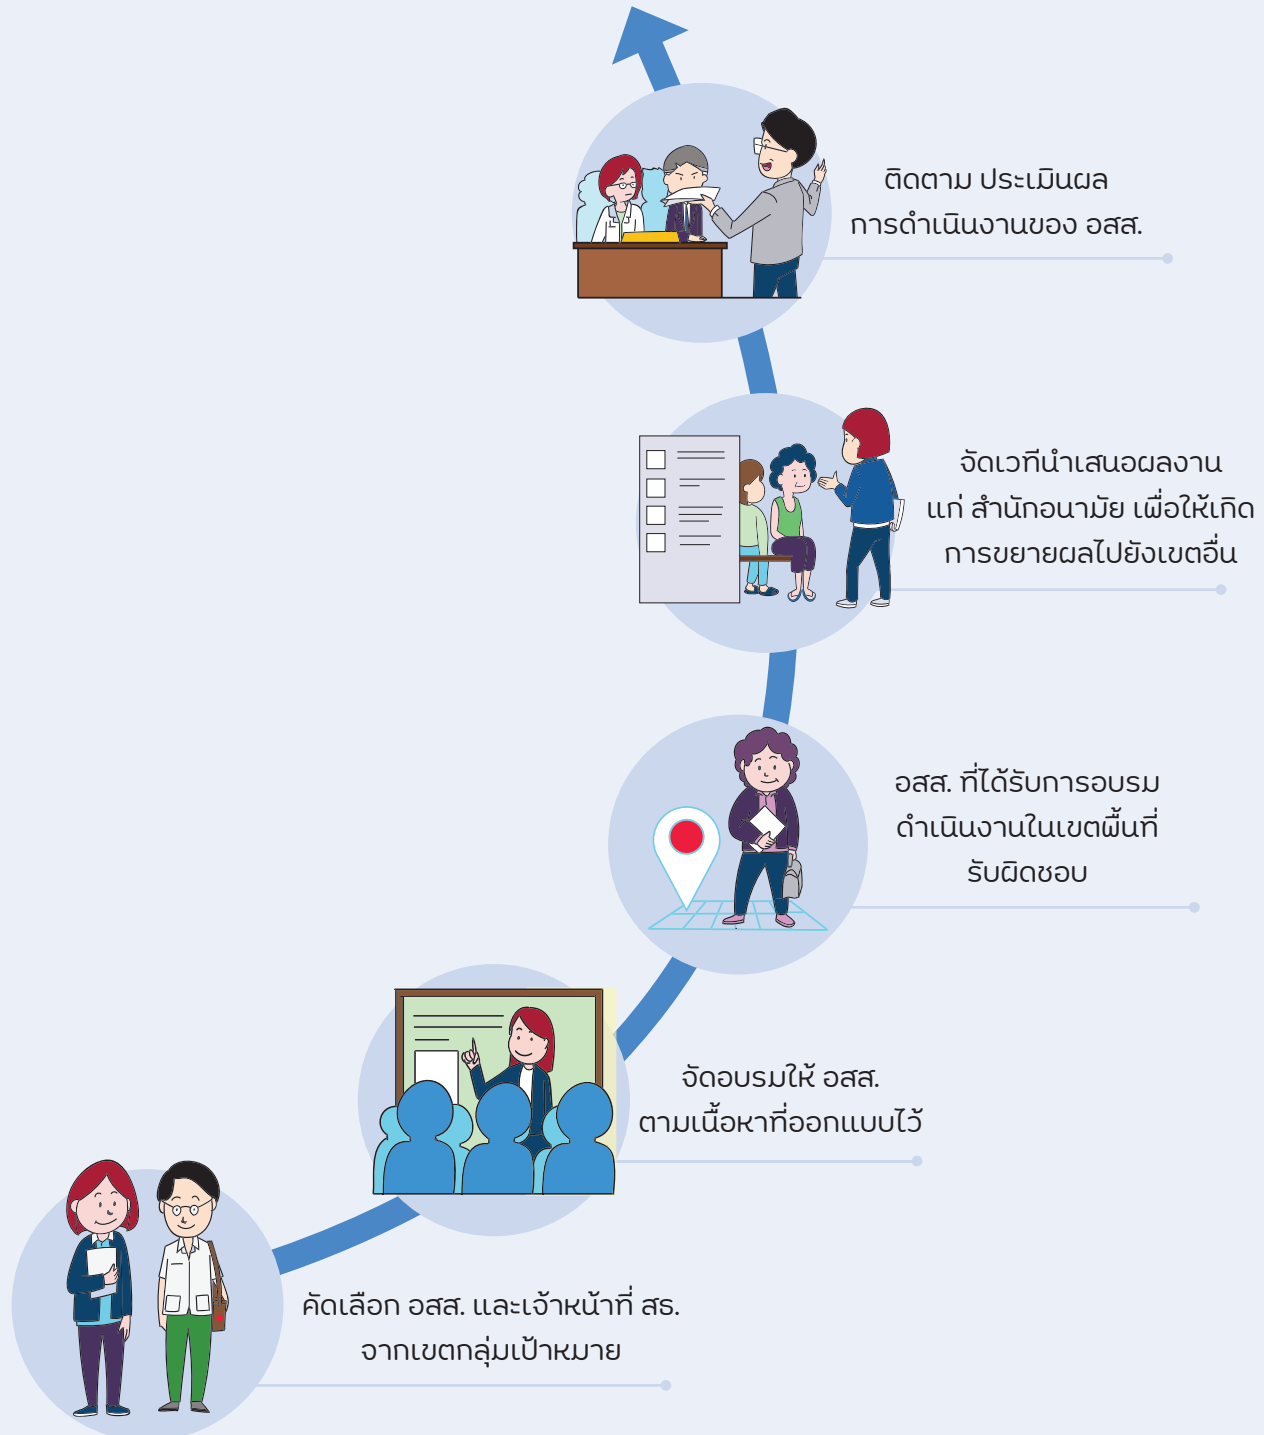 ติดตาม ประเมินผล
การดำเนินงานของ อสส.
จัดเวทีนำเสนอผลงาน
แก่ สำนักอนามัย เพื่อให้เกิด
การขยายผลไปยังเขตอื่น
อสส. ที่ได้รับการอบรม
ดำเนินงานในเขตพื้นที่
รับผิดชอบ
จัดอบรมให้ อสส.
ตามเนื้อหาที่ออกแบบไว้
คัดเลือก อสส. และเจ้าหน้าที่ สธ.
จากเขตกลุ่มเป้าหมาย